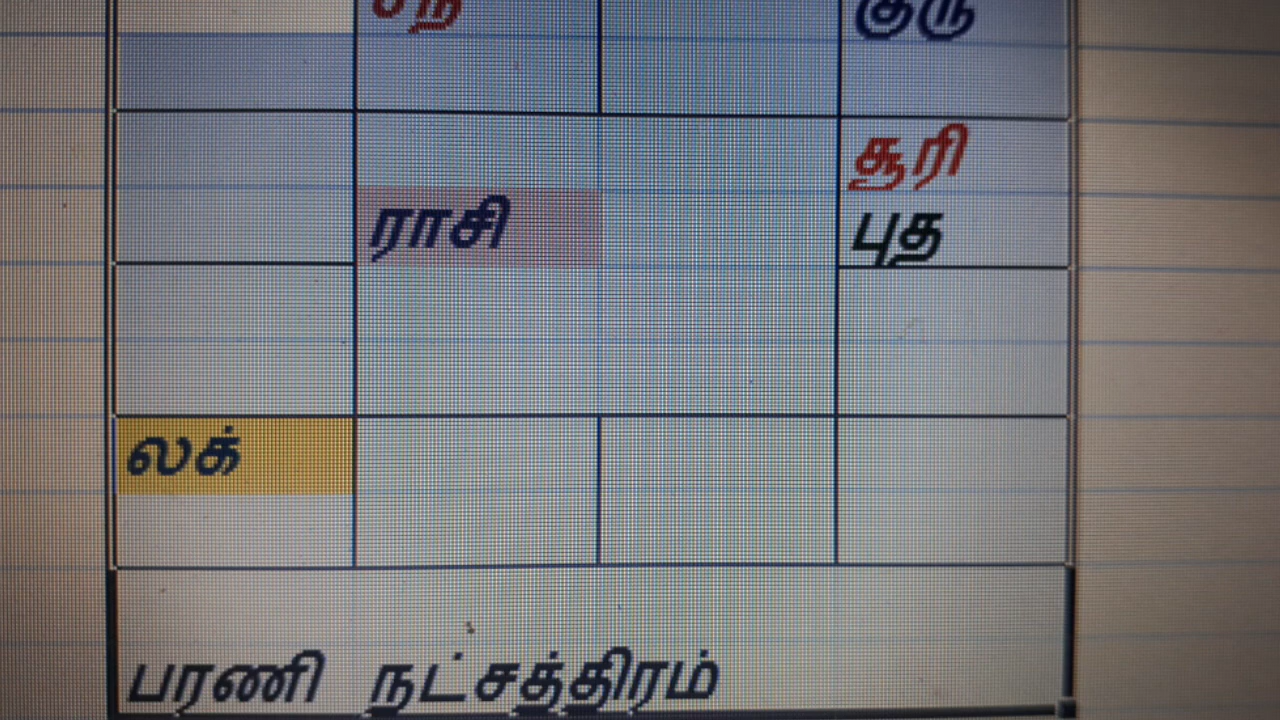 குரு
சூரி
ராசி
புத
லக்
பரணி நட்சத்திரம்